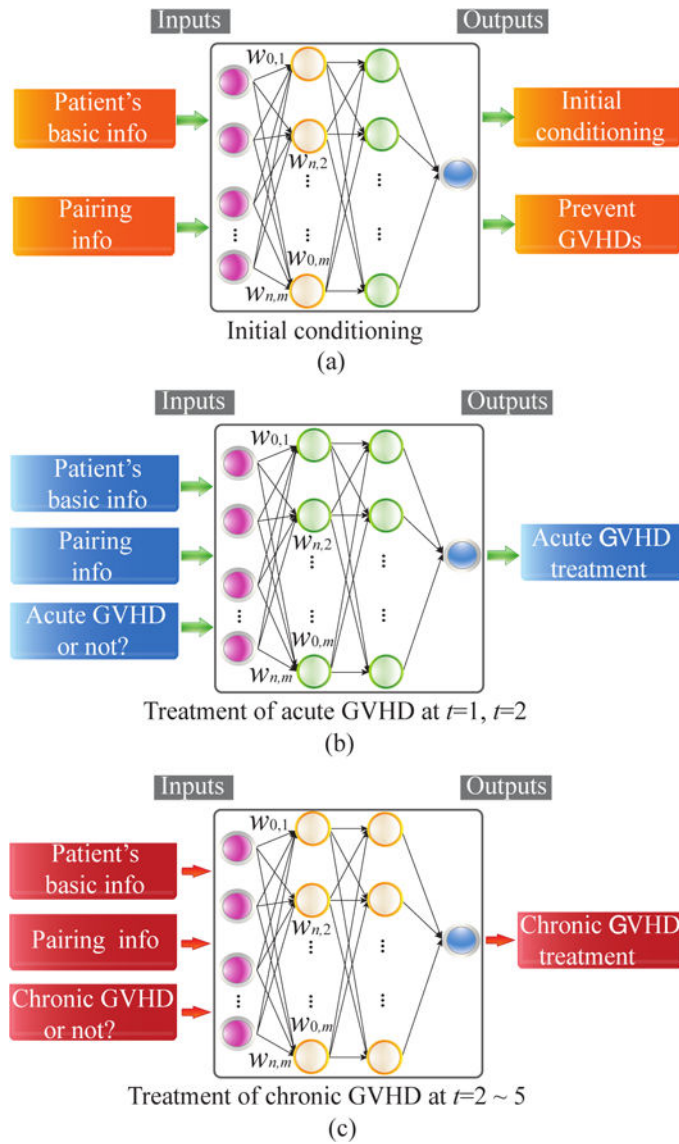 Inputs
Outputs
w0,1
Patient's
basic info
Initial
conditioning
wn,2
...
...
Pairing
info
Prevent
GVHDs
...
w0,m
wn,m
...
...
Initial conditioning
(a)
Inputs
Outputs
w0,1
Patient's
basic info
wn,2
Pairing
info
Acute GVHD
treatment
...
...
Acute GVHD
or not?
...
w0,m
wn,m
...
...
Treatment of acute GVHD at t=1, t=2
(b)
Inputs
Outputs
w0,1
Patient's
basic info
wn,2
Pairing info
Chronic GVHD
treatment
...
...
Chronic GVHD
or not?
...
w0,m
wn,m
...
...
Treatment of chronic GVHD at t=2 ~ 5
(c)